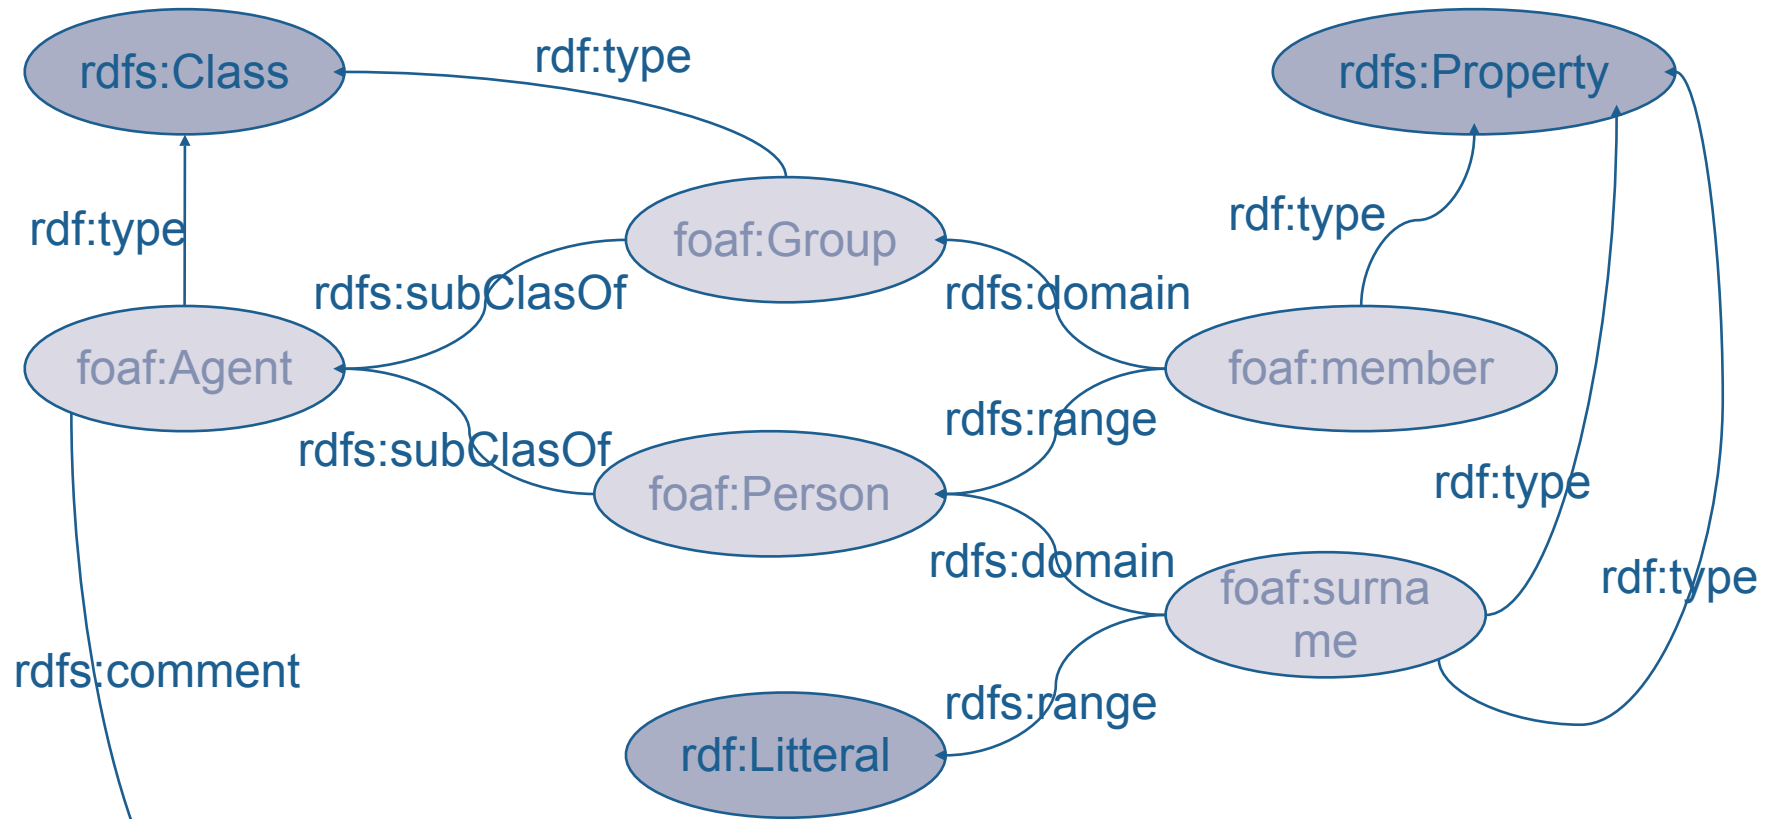 rdfs:Class
rdf:type
rdfs:Property
rdf:type
foaf:Group
rdf:type
rdfs:subClasOf
rdfs:domain
foaf:Agent
foaf:member
rdfs:subClasOf
rdfs:range
foaf:Person
rdf:type
rdfs:domain
foaf:surna
me
rdf:type
rdfs:comment
rdfs:range
rdf:Litteral